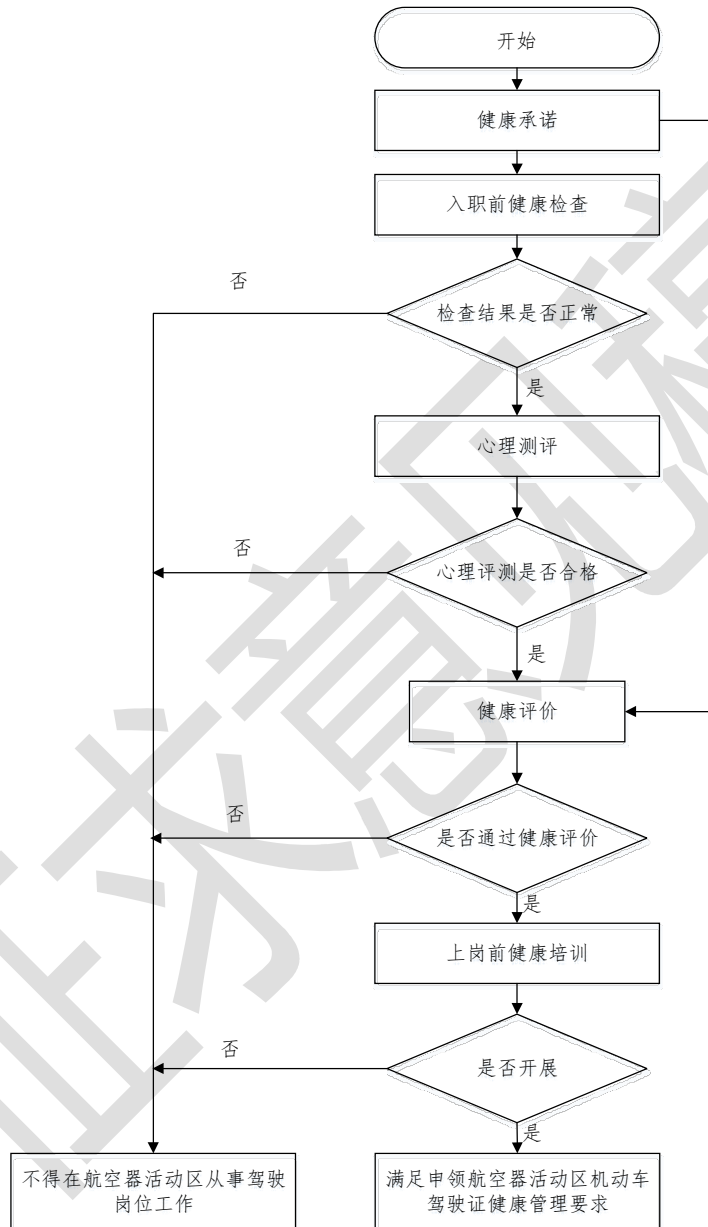 开始
健康承诺
入职前健康检查
否
检查结果是否正常
是
心理测评
否
心理评测是否合格
是
健康评价
否
是否通过健康评价
是
上岗前健康培训
否
是否开展
是
不得在航空器活动区从事驾驶
岗位工作
满足申领航空器活动区机动车
驾驶证健康管理要求
征求意见稿